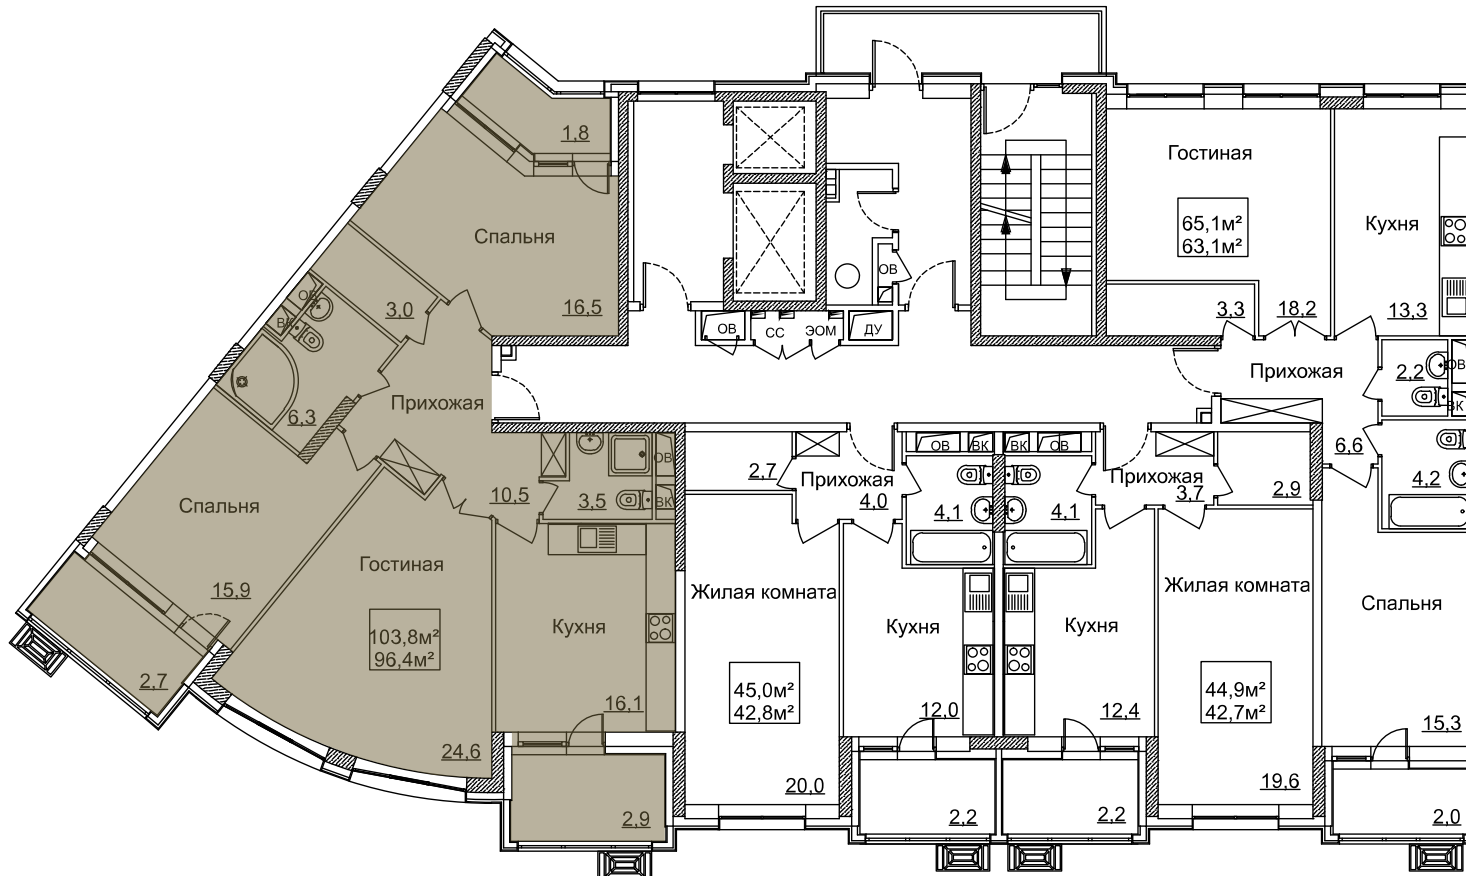 1,8
Спальня
16,5
3,0
ОВ
ВК
6,3
Прихожая
Спальня
15,9
2,7
10,5
3,5
ОВ
ВК
Гостиная
103,8м²
96,4м²
24,6
Кухня
16,1
2,9
ОВ
СС
ЭОМ
ДУ
ОВ
2,7
Прихожая
4,0
ОВ
ВК
4,1
Жилая комната
45,0м²
42,8м²
20,0
Кухня
12,0
2,2
ВК
ОВ
4,1
Прихожая
3,7
2,9
Кухня
12,4
2,2
Жилая комната
44,9м²
42,7м²
19,6
Гостиная
65,1м²
63,1м²
3,3
18,2
Кухня
13,3
Прихожая
2,2
ОВ
ВК
6,6
4,2
Спальня
15,3
2,0